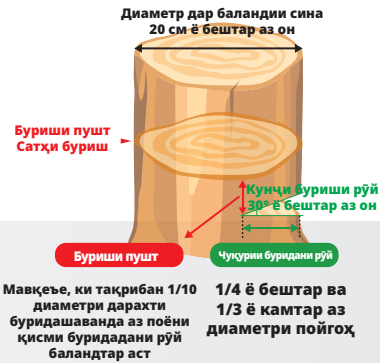 Диаметр дар баландии сина
20 см ё бештар аз он
Буриши пушт
Сатҳи буриш
Кунҷи буриши рӯй
30° ё бештар аз он
Буриши пушт
Чуқурии буридани рӯй
Мавқеъе, ки тақрибан 1/10
диаметри дарахти
буридашаванда аз поёни
қисми буридадани рӯй
баландтар аст
1/4 ё бештар ва
1/3 ё камтар аз
диаметри пойгоҳ